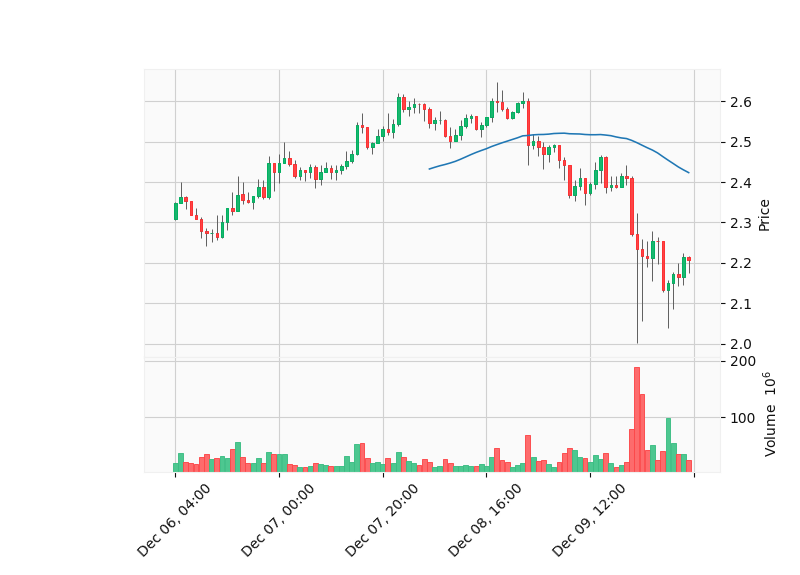 2.6
2.5
2.4
2.3
2.2
2.1
2.0
Price
200
100
Volume 10^6
Dec 06, 04:00
Dec 07, 00:00
Dec 07, 20:00
Dec 08, 16:00
Dec 09, 12:00